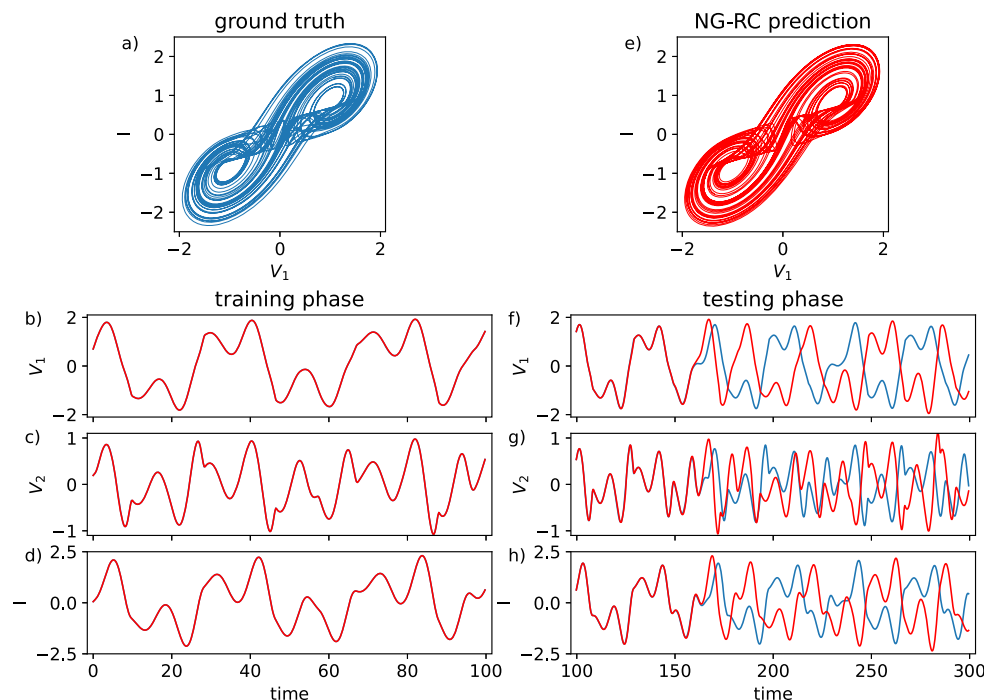 ground truth
a)
2
1
0
−1
−2
I
−2 0 2
V1
NG-RC prediction
e)
2
1
0
−1
−2
I
−2 0 2
V1
training phase
b)
2
0
−2
V1
c)
1
0
−1
V2
d)
2.5
0.0
−2.5
I
0 20 40 60 80 100
time
testing phase
f)
2
0
−2
V1
g)
1
0
−1
V2
h)
2.5
0.0
−2.5
I
100 150 200 250 300
time